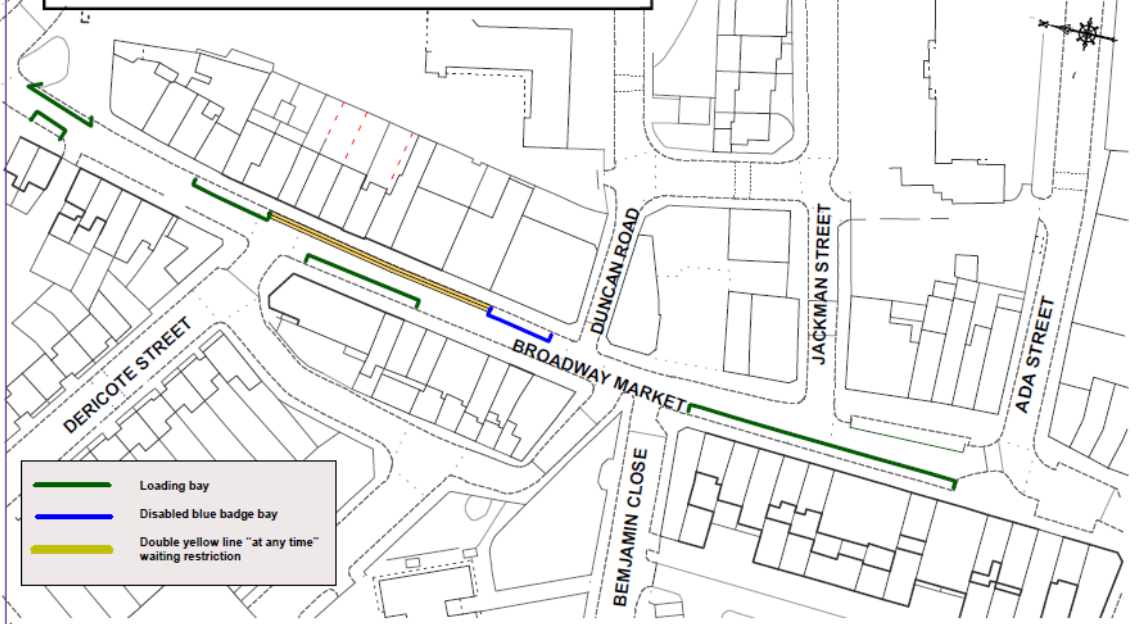 DUNCAN ROAD
JACKMAN STREET
ADA STREET
BROADWAY MARKET
DERICOTE STREET
BEMJAMIN CLOSE
Loading bay
Disabled blue badge bay
Double yellow line "at any time"
waiting restriction